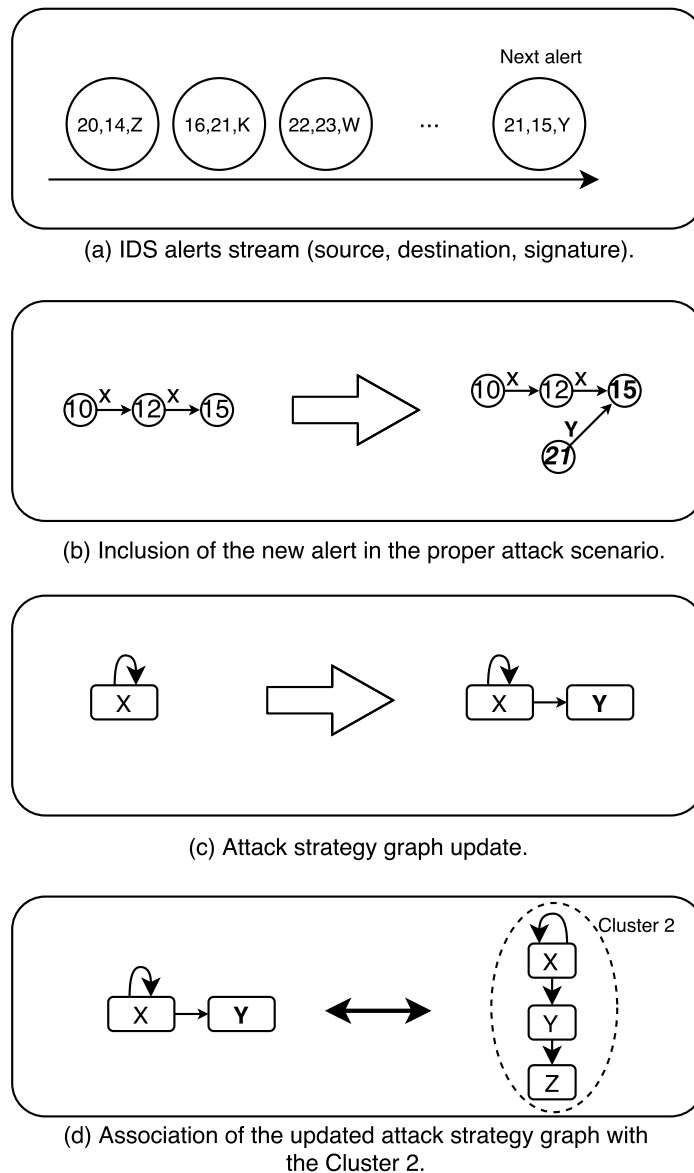 Next alert
20,14,Z 16,21,K 22,23,W ... 21,15,Y
(a) IDS alerts stream (source, destination, signature).
10 X 12 X 15
10 X 12 X 15
Y
21
(b) Inclusion of the new alert in the proper attack scenario.
X
X Y
(c) Attack strategy graph update.
Cluster 2
X
X Y
Y
Z
(d) Association of the updated attack strategy graph with
the Cluster 2.